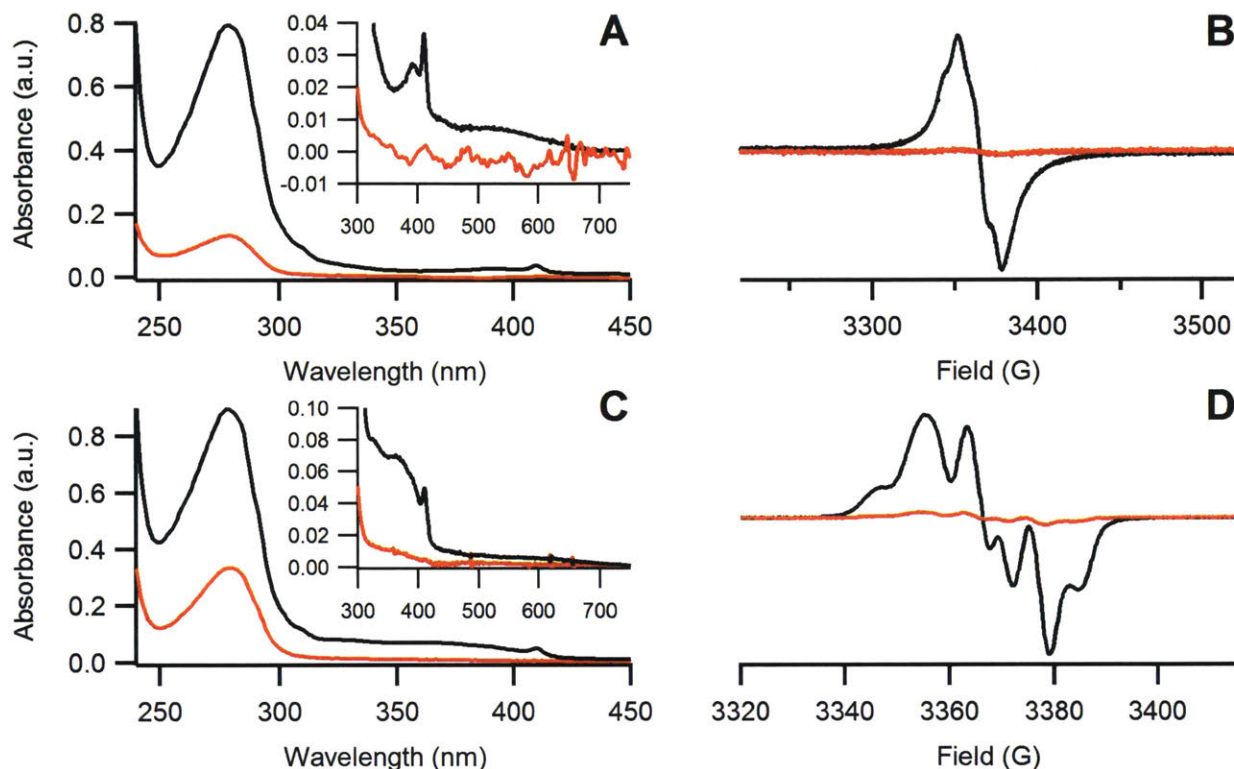 A
Absorbance (a.u.)
0.8
0.6
0.4
0.2
0.0
250 300 350 400 450
Wavelength (nm)
0.04
0.03
0.02
0.01
0.00
-0.01
300 400 500 600 700
B
3300 3400 3500
Field (G)
C
Absorbance (a.u.)
0.8
0.6
0.4
0.2
0.0
250 300 350 400 450
Wavelength (nm)
0.10
0.08
0.06
0.04
0.02
0.00
300 400 500 600 700
D
3320 3340 3360 3380 3400
Field (G)